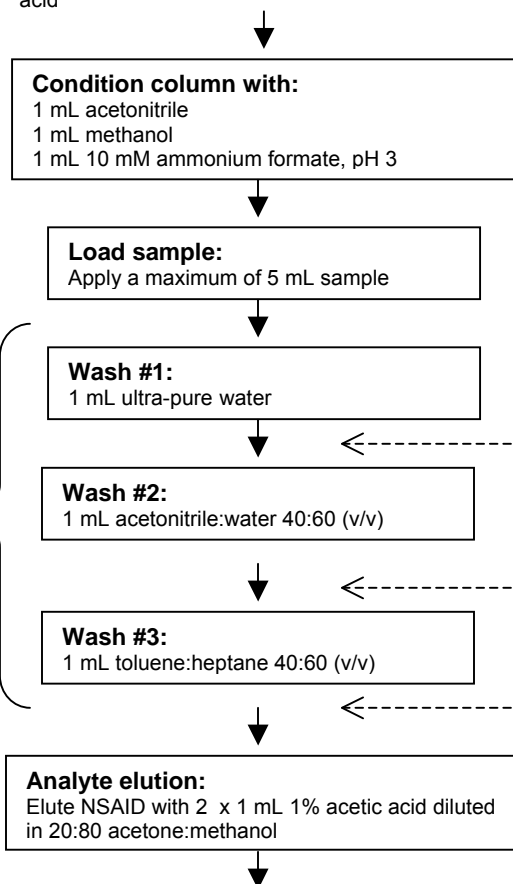 acid
Condition column with:
1 mL acetonitrile
1 mL methanol
1 mL 10 mM ammonium formate, pH 3
Load sample:
Apply a maximum of 5 mL sample
Wash #1:
1 mL ultra-pure water
Wash #2:
1 mL acetonitrile:water 40:60 (v/v)
Wash #3:
1 mL toluene:heptane 40:60 (v/v)
Analyte elution:
Elute NSAID with 2 x 1 mL 1% acetic acid diluted
in 20:80 acetone:methanol